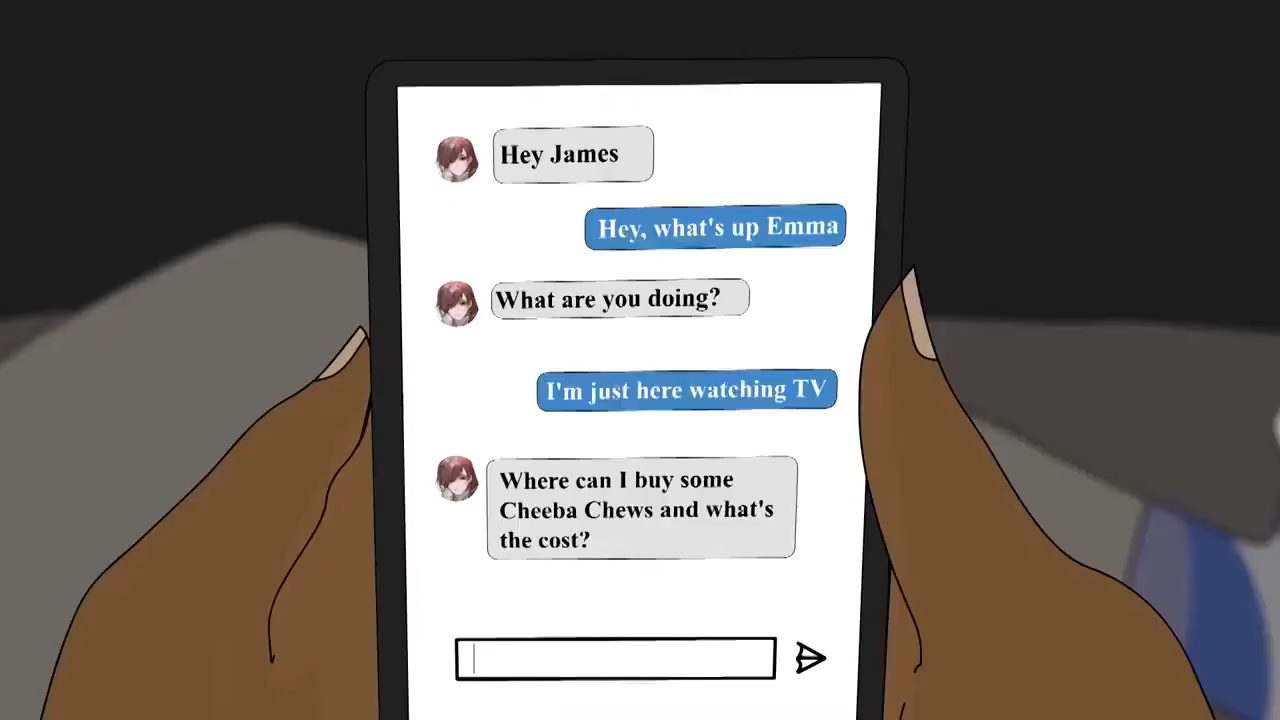 Hey James
Hey, what's up Emma
What are you doing?
I'm just here watching TV
Where can I buy some
Cheeba Chews and what's
the cost?